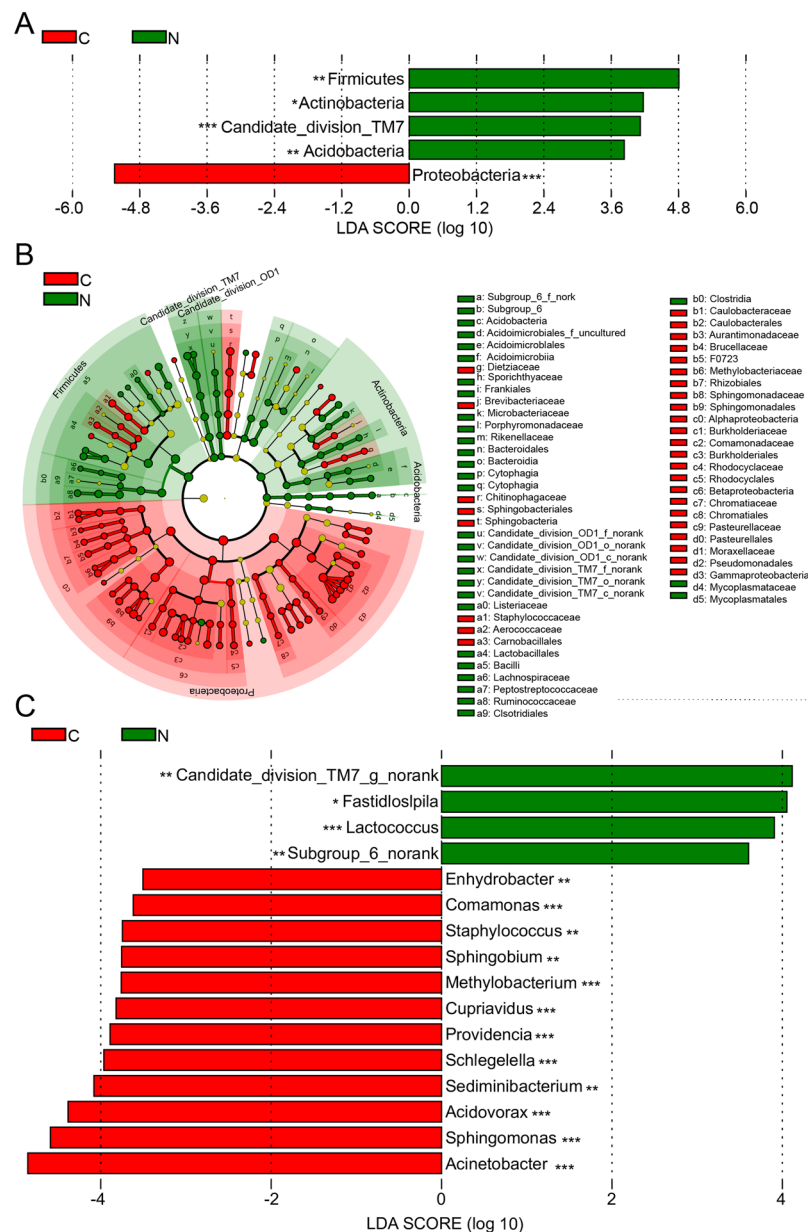 A
C N
**Firmicutes
*Actinobacteria
*** Candidate_division_TM7
** Acidobacteria
Proteobacteria***
-6.0 -4.8 -3.6 -2.4 -1.2 0.0 1.2 2.4 3.6 4.8 6.0
LDA SCORE (log 10)
B
C
N
Candidate_division_TM7
Candidate_division_OD1
Firmicutes
Actinobacteria
Acidobacteria
Proteobacteria
a: Subgroup_6_f_nork
b: Subgroup_6
c: Acidobacteria
d: Acidoimicrobiales_f_uncultured
e: Acidoimicroblales
f: Acidoimicrobiia
g: Dietziaceae
h: Sporichthyaceae
i: Frankiales
j: Brevibacteriaceae
k: Microbacteriaceae
l: Porphyromonadaceae
m: Rikenellaceae
n: Bacteroidales
o: Bacteroidia
p: Cytophagia
q: Cytophagia
r: Chitinophagaceae
s: Sphingobacteriales
t: Sphingobacteria
u: Candidate_division_OD1_f_norank
v: Candidate_division_OD1_o_norank
w: Candidate_division_OD1_c_norank
x: Candidate_division_TM7_f_norank
y: Candidate_division_TM7_o_norank
v: Candidate_division_TM7_c_norank
a0: Listeriaceae
a1: Staphylococcaceae
a2: Aerococcaceae
a3: Carnobacillales
a4: Lactobacillales
a5: Bacilli
a6: Lachnospiraceae
a7: Peptostreptococcaceae
a8: Ruminococcaceae
a9: Clsotridiales
b0: Clostridia
b1: Caulobacteraceae
b2: Caulobacterales
b3: Aurantimonadaceae
b4: Brucellaceae
b5: F0723
b6: Methylobacteriaceae
b7: Rhizobiales
b8: Sphingomonadaceae
b9: Sphingomonadales
c0: Alphaproteobacteria
c1: Burkholderiaceae
c2: Comamonadaceae
c3: Burkholderiales
c4: Rhodocyclaceae
c5: Rhodocyclales
c6: Betaproteobacteria
c7: Chromatiaceae
c8: Chromatiales
c9: Pasteurellaceae
d0: Pasteurellales
d1: Moraxellaceae
d2: Pseudomonadales
d3: Gammaproteobacteria
d4: Mycoplasmataceae
d5: Mycoplasmatales
C
C N
** Candidate_division_TM7_g_norank
* Fastidloslpila
*** Lactococcus
** Subgroup_6_norank
Enhydrobacter **
Comamonas ***
Staphylococcus **
Sphingobium **
Methylobacterium ***
Cupriavidus ***
Providencia ***
Schlegelella ***
Sediminibacterium **
Acidovorax ***
Sphingomonas ***
Acinetobacter ***
-4 -2 0 2 4
LDA SCORE (log 10)